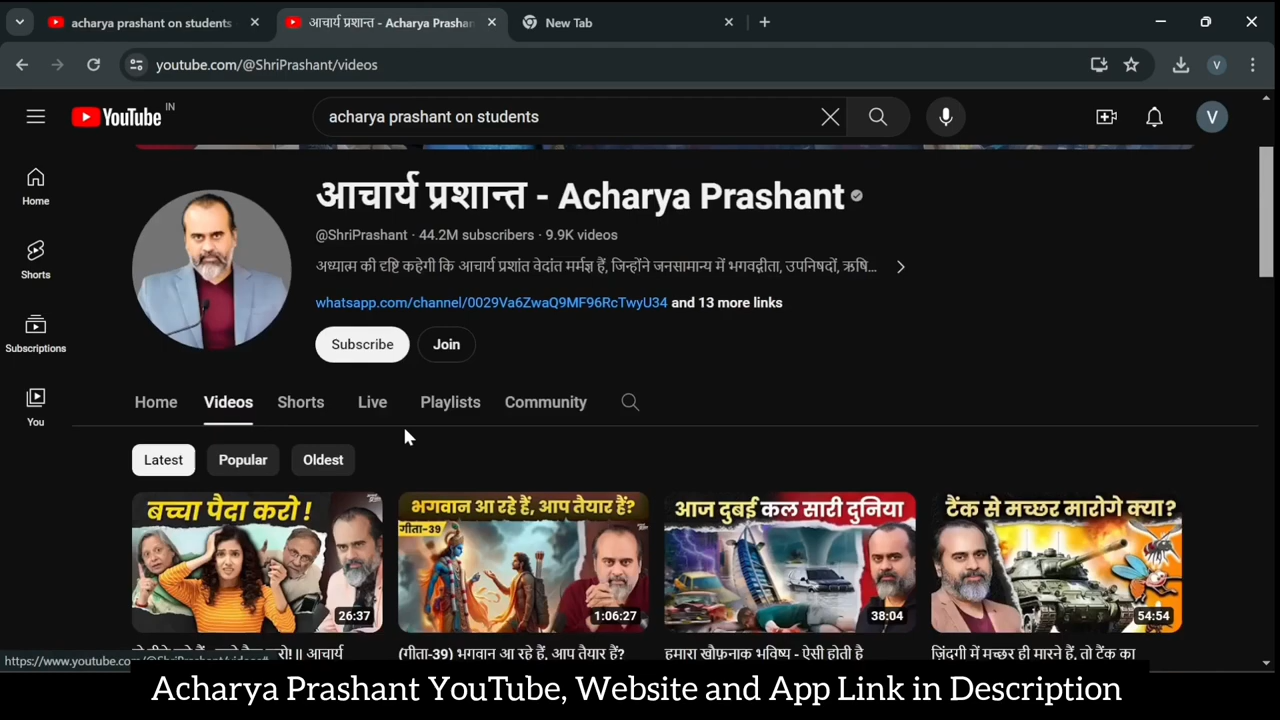 acharya prashant on students
आचार्य प्रशान्त - Acharya Prashan
New Tab
youtube.com/@ShriPrashant/videos
V
YouTube IN
acharya prashant on students
V
Home
Shorts
Subscriptions
You
आचार्य प्रशान्त - Acharya Prashant
@ShriPrashant · 44.2M subscribers · 9.9K videos
अध्यात्म की दृष्टि कहेगी कि आचार्य प्रशांत वेदांत मर्मज्ञ हैं, जिन्होंने जनसामान्य में भगवद्गीता, उपनिषदों, ऋषि...
whatsapp.com/channel/0029Va6ZwaQ9MF96RcTwyU34 and 13 more links
Subscribe
Join
Home Videos Shorts Live Playlists Community
Latest Popular Oldest
बच्चा पैदा करो!
26:37
भगवान आ रहे हैं, आप तैयार हैं?
गीता-39
1:06:27
आज दुबई कल सारी दुनिया
38:04
टैंक से मच्छर मारोगे क्या?
54:54
करो! || आचार्य
(गीता-39) भगवान आ रहे हैं, आप तैयार हैं?
हमारा खौफ़नाक भविष्य - ऐसी होती है
ज़िंदगी में मच्छर ही मारने हैं, तो टैंक का
Acharya Prashant YouTube, Website and App Link in Description